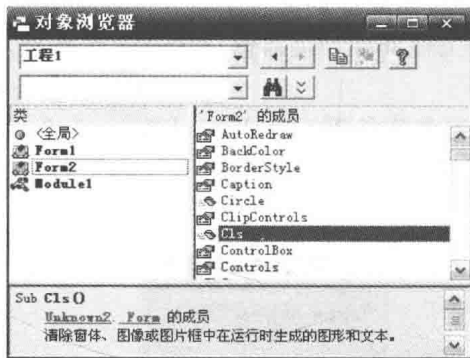 对象浏览器
工程1
类
'Form2' 的成员
<全局>
Form1
Form2
Module1
AutoRedraw
BackColor
BorderStyle
Caption
Circle
ClipControls
Cls
ControlBox
Controls
Sub Cls()
Unknown2. Form 的成员
清除窗体、图像或图片框中在运行时生成的图形和文本。